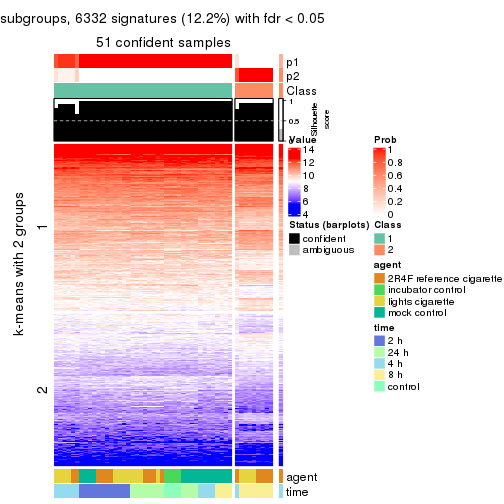 subgroups, 6332 signatures (12.2%) with fdr < 0.05
51 confident samples
p1
p2
Class
1
0.5
0
Silhouette
score
k-means with 2 groups
1
2
agent
time
Value
14
12
10
8
6
4
Status (barplots)
confident
ambiguous
Prob
1
0.8
0.6
0.4
0.2
0
Class
1
2
agent
2R4F reference cigarette
incubator control
lights cigarette
mock control
time
2 h
24 h
4 h
8 h
control